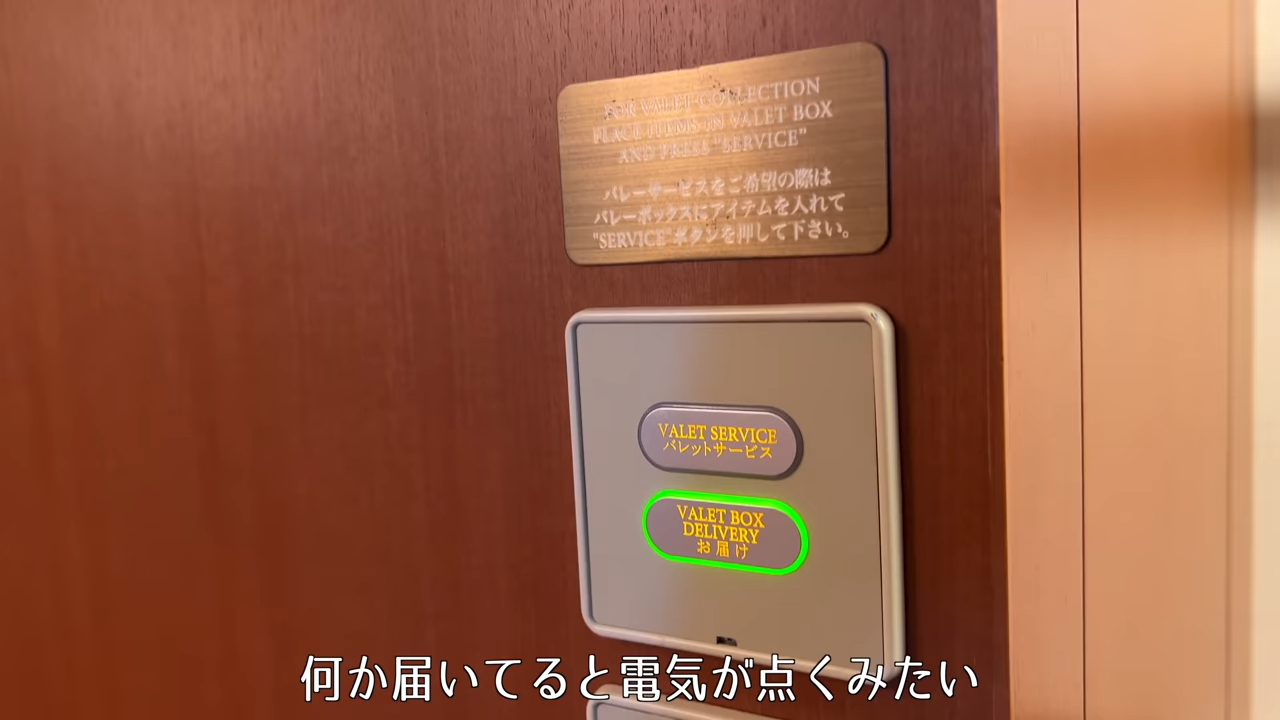 FOR VALET COLLECTION
PLACE ITEMS IN VALET BOX
AND PRESS "SERVICE"
バレーサービスをご希望の際は
バレーボックスにアイテムを入れて
"SERVICE"ボタンを押して下さい。
VALET SERVICE
バレットサービス
VALET BOX
DELIVERY
お届け
何か届いてると電気が点くみたい